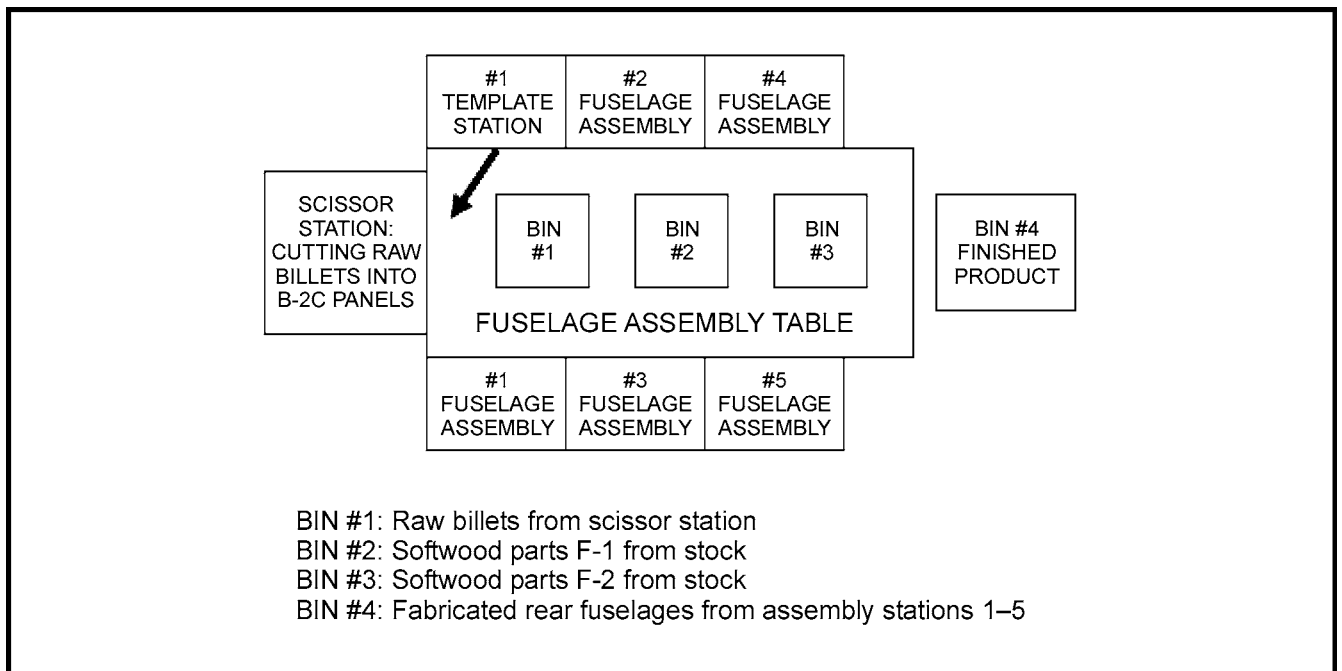 #1
TEMPLATE
STATION
#2
FUSELAGE
ASSEMBLY
#4
FUSELAGE
ASSEMBLY
SCISSOR
STATION:
CUTTING RAW
BILLETS INTO
B-2C PANELS
BIN
#1
BIN
#2
BIN
#3
BIN #4
FINISHED
PRODUCT
FUSELAGE ASSEMBLY TABLE
#1
FUSELAGE
ASSEMBLY
#3
FUSELAGE
ASSEMBLY
#5
FUSELAGE
ASSEMBLY
BIN #1: Raw billets from scissor station
BIN #2: Softwood parts F-1 from stock
BIN #3: Softwood parts F-2 from stock
BIN #4: Fabricated rear fuselages from assembly stations 1–5